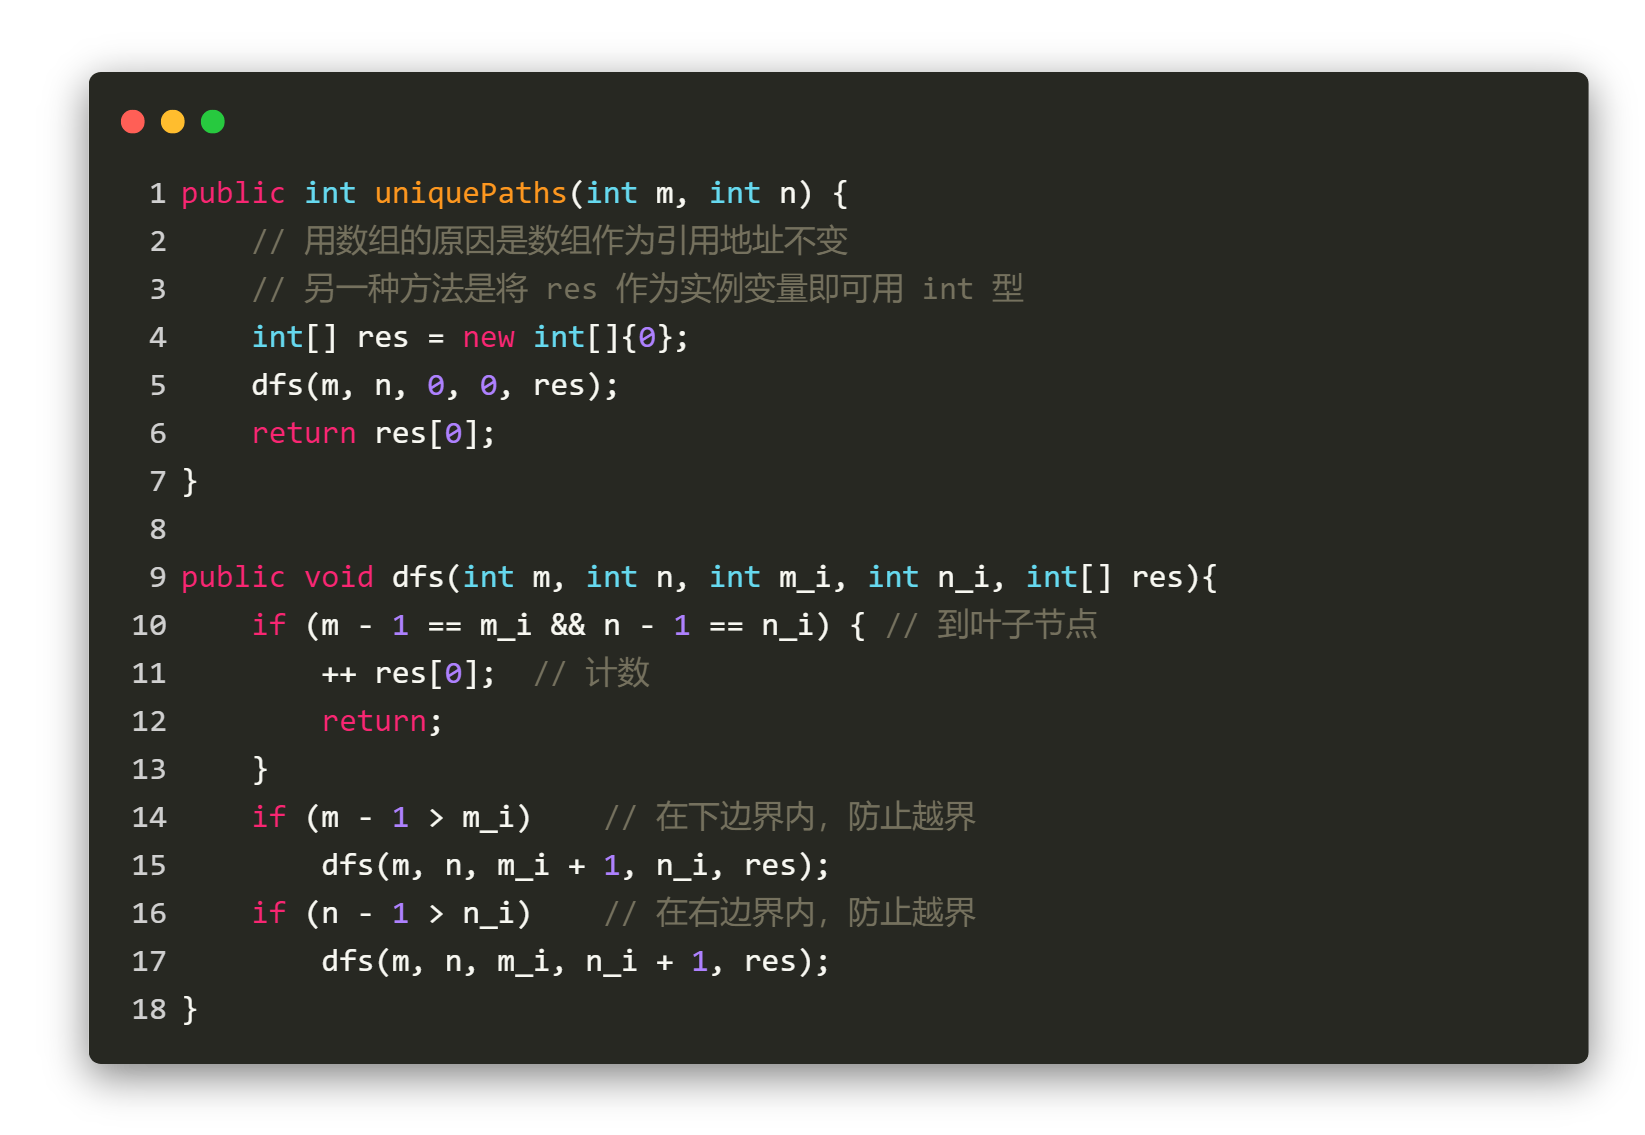 1 public int uniquePaths(int m, int n) {
2     // 用数组的原因是数组作为引用地址不变
3     // 另一种方法是将 res 作为实例变量即可用 int 型
4     int[] res = new int[]{0};
5     dfs(m, n, 0, 0, res);
6     return res[0];
7 }
8
9 public void dfs(int m, int n, int m_i, int n_i, int[] res){
10     if (m - 1 == m_i && n - 1 == n_i) { // 到叶子节点
11         ++ res[0];  // 计数
12         return;
13     }
14     if (m - 1 > m_i)    // 在下边界内，防止越界
15         dfs(m, n, m_i + 1, n_i, res);
16     if (n - 1 > n_i)    // 在右边界内，防止越界
17         dfs(m, n, m_i, n_i + 1, res);
18 }